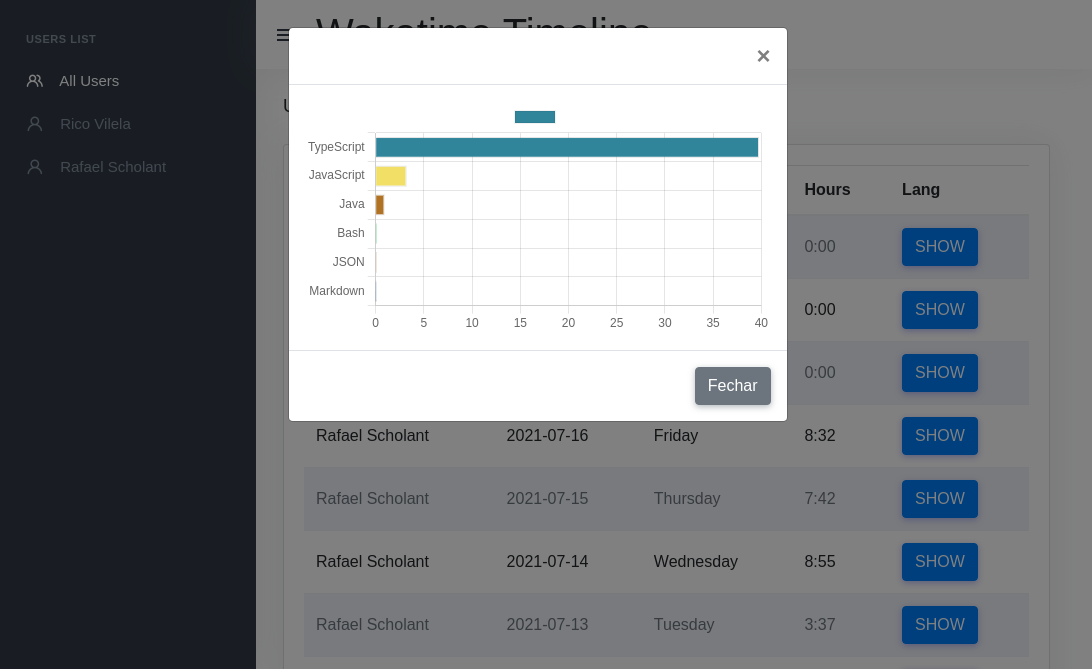 Wakatime Timeline
USERS LIST
All Users
Rico Vilela
Rafael Scholant
×
TypeScript
JavaScript
Java
Bash
JSON
Markdown
0 5 10 15 20 25 30 35 40
Fechar
Hours Lang
0:00 SHOW
0:00 SHOW
0:00 SHOW
Rafael Scholant 2021-07-16 Friday 8:32 SHOW
Rafael Scholant 2021-07-15 Thursday 7:42 SHOW
Rafael Scholant 2021-07-14 Wednesday 8:55 SHOW
Rafael Scholant 2021-07-13 Tuesday 3:37 SHOW